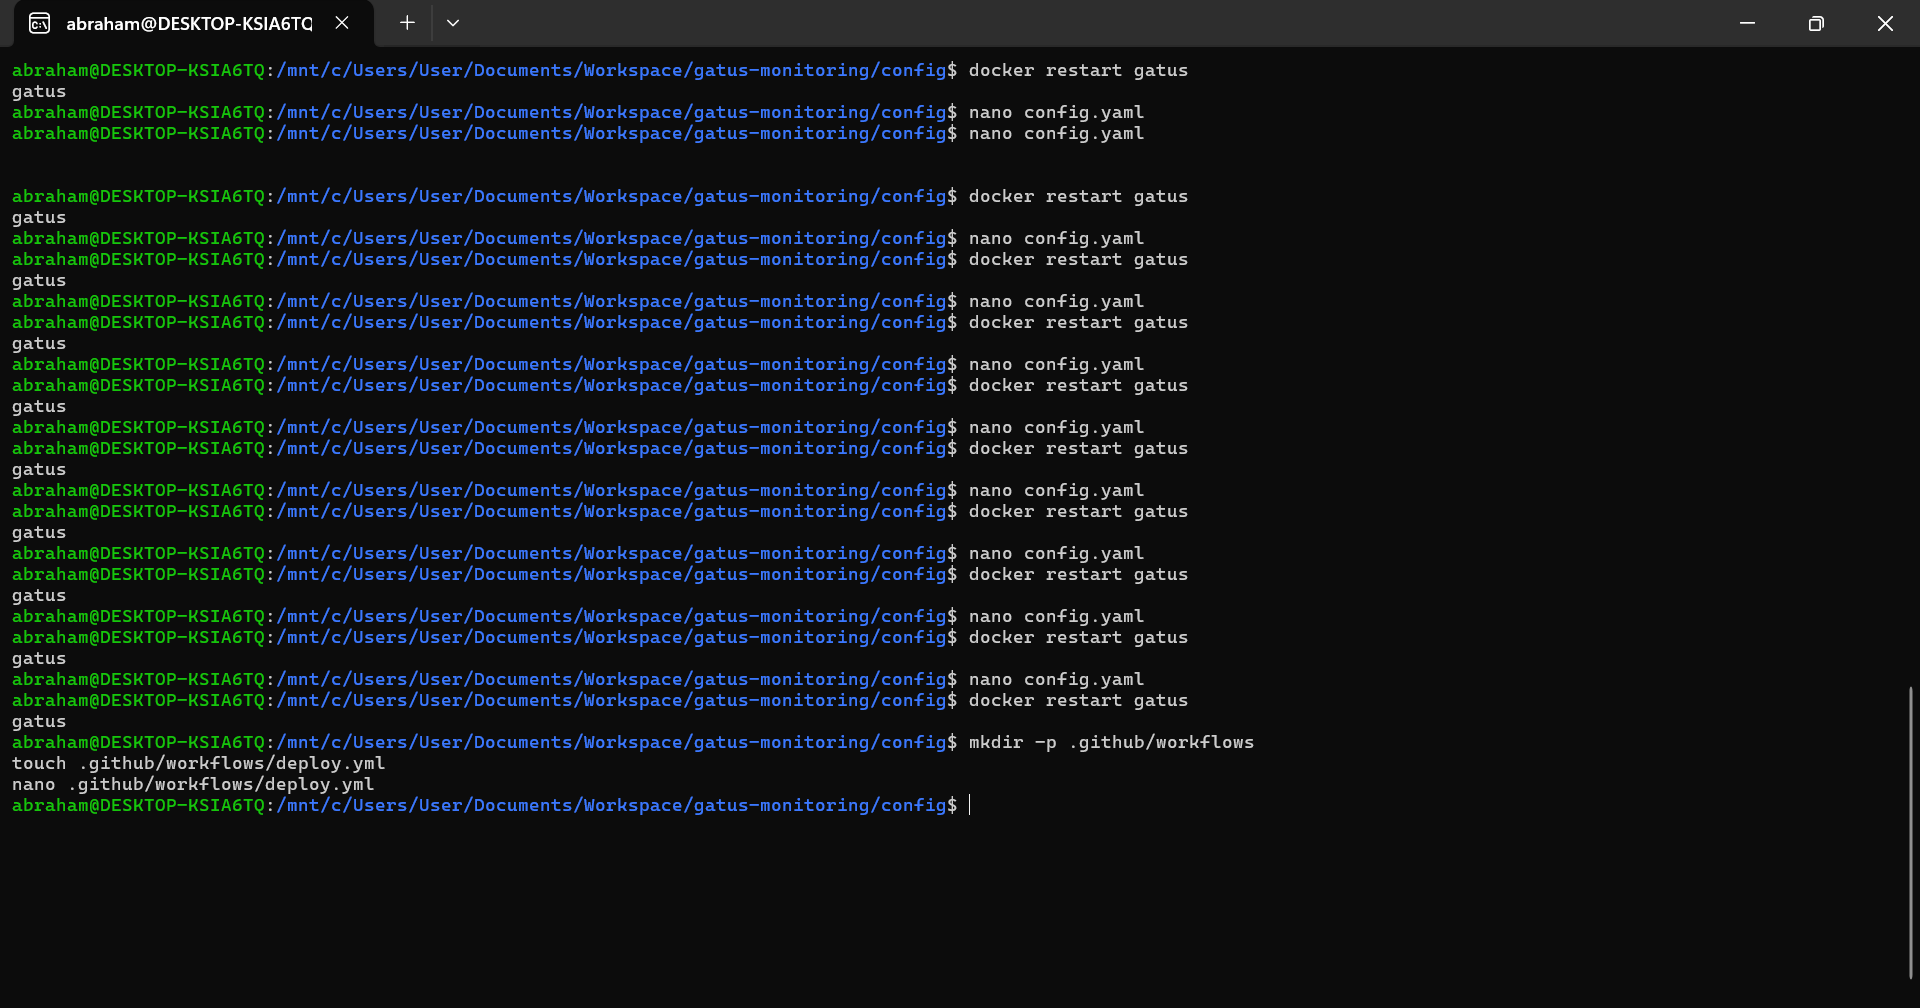 abraham@DESKTOP-KSIA6TQ
abraham@DESKTOP-KSIA6TQ:/mnt/c/Users/User/Documents/Workspace/gatus-monitoring/config$ docker restart gatus
gatus
abraham@DESKTOP-KSIA6TQ:/mnt/c/Users/User/Documents/Workspace/gatus-monitoring/config$ nano config.yaml
abraham@DESKTOP-KSIA6TQ:/mnt/c/Users/User/Documents/Workspace/gatus-monitoring/config$ nano config.yaml
abraham@DESKTOP-KSIA6TQ:/mnt/c/Users/User/Documents/Workspace/gatus-monitoring/config$ docker restart gatus
gatus
abraham@DESKTOP-KSIA6TQ:/mnt/c/Users/User/Documents/Workspace/gatus-monitoring/config$ nano config.yaml
abraham@DESKTOP-KSIA6TQ:/mnt/c/Users/User/Documents/Workspace/gatus-monitoring/config$ docker restart gatus
gatus
abraham@DESKTOP-KSIA6TQ:/mnt/c/Users/User/Documents/Workspace/gatus-monitoring/config$ nano config.yaml
abraham@DESKTOP-KSIA6TQ:/mnt/c/Users/User/Documents/Workspace/gatus-monitoring/config$ docker restart gatus
gatus
abraham@DESKTOP-KSIA6TQ:/mnt/c/Users/User/Documents/Workspace/gatus-monitoring/config$ nano config.yaml
abraham@DESKTOP-KSIA6TQ:/mnt/c/Users/User/Documents/Workspace/gatus-monitoring/config$ docker restart gatus
gatus
abraham@DESKTOP-KSIA6TQ:/mnt/c/Users/User/Documents/Workspace/gatus-monitoring/config$ nano config.yaml
abraham@DESKTOP-KSIA6TQ:/mnt/c/Users/User/Documents/Workspace/gatus-monitoring/config$ docker restart gatus
gatus
abraham@DESKTOP-KSIA6TQ:/mnt/c/Users/User/Documents/Workspace/gatus-monitoring/config$ nano config.yaml
abraham@DESKTOP-KSIA6TQ:/mnt/c/Users/User/Documents/Workspace/gatus-monitoring/config$ docker restart gatus
gatus
abraham@DESKTOP-KSIA6TQ:/mnt/c/Users/User/Documents/Workspace/gatus-monitoring/config$ nano config.yaml
abraham@DESKTOP-KSIA6TQ:/mnt/c/Users/User/Documents/Workspace/gatus-monitoring/config$ docker restart gatus
gatus
abraham@DESKTOP-KSIA6TQ:/mnt/c/Users/User/Documents/Workspace/gatus-monitoring/config$ nano config.yaml
abraham@DESKTOP-KSIA6TQ:/mnt/c/Users/User/Documents/Workspace/gatus-monitoring/config$ docker restart gatus
gatus
abraham@DESKTOP-KSIA6TQ:/mnt/c/Users/User/Documents/Workspace/gatus-monitoring/config$ nano config.yaml
abraham@DESKTOP-KSIA6TQ:/mnt/c/Users/User/Documents/Workspace/gatus-monitoring/config$ docker restart gatus
gatus
abraham@DESKTOP-KSIA6TQ:/mnt/c/Users/User/Documents/Workspace/gatus-monitoring/config$ mkdir -p .github/workflows
touch .github/workflows/deploy.yml
nano .github/workflows/deploy.yml
abraham@DESKTOP-KSIA6TQ:/mnt/c/Users/User/Documents/Workspace/gatus-monitoring/config$